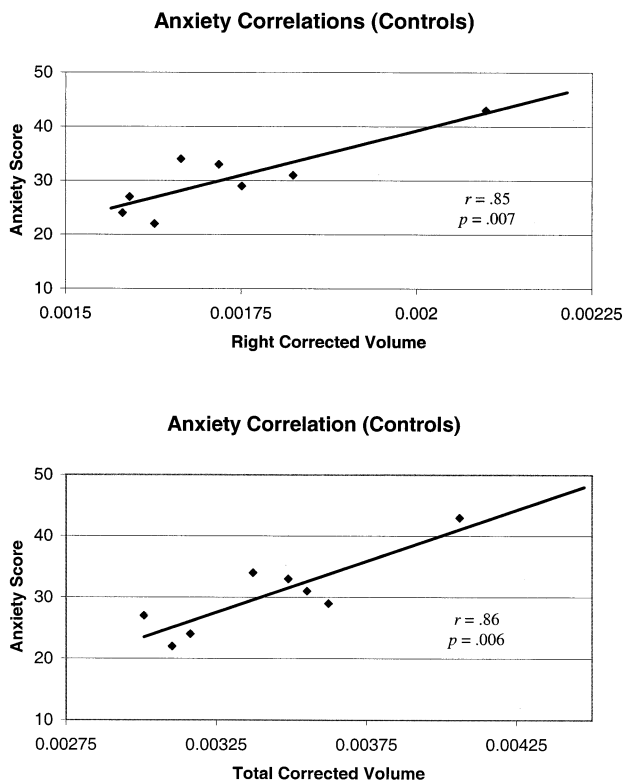 Anxiety Correlations (Controls)
50
40
30
20
10
Anxiety Score
r = .85
p = .007
0.0015 0.00175 0.002 0.00225
Right Corrected Volume
Anxiety Correlation (Controls)
50
40
30
20
10
Anxiety Score
r = .86
p = .006
0.00275 0.00325 0.00375 0.00425
Total Corrected Volume